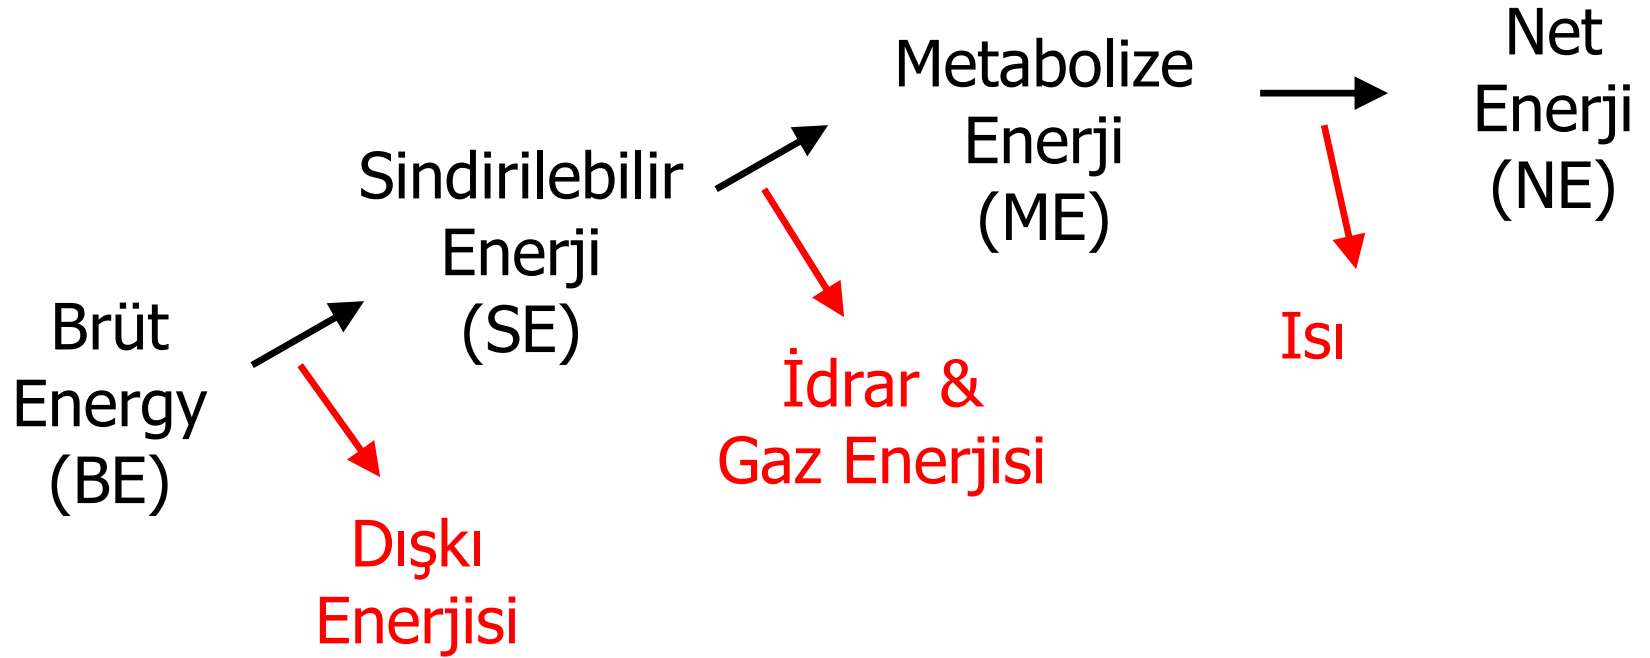 Brüt
Energy
(BE)
Dışkı
Enerjisi
Sindirilebilir
Enerji
(SE)
İdrar &
Gaz Enerjisi
Metabolize
Enerji
(ME)
Isı
Net
Enerji
(NE)